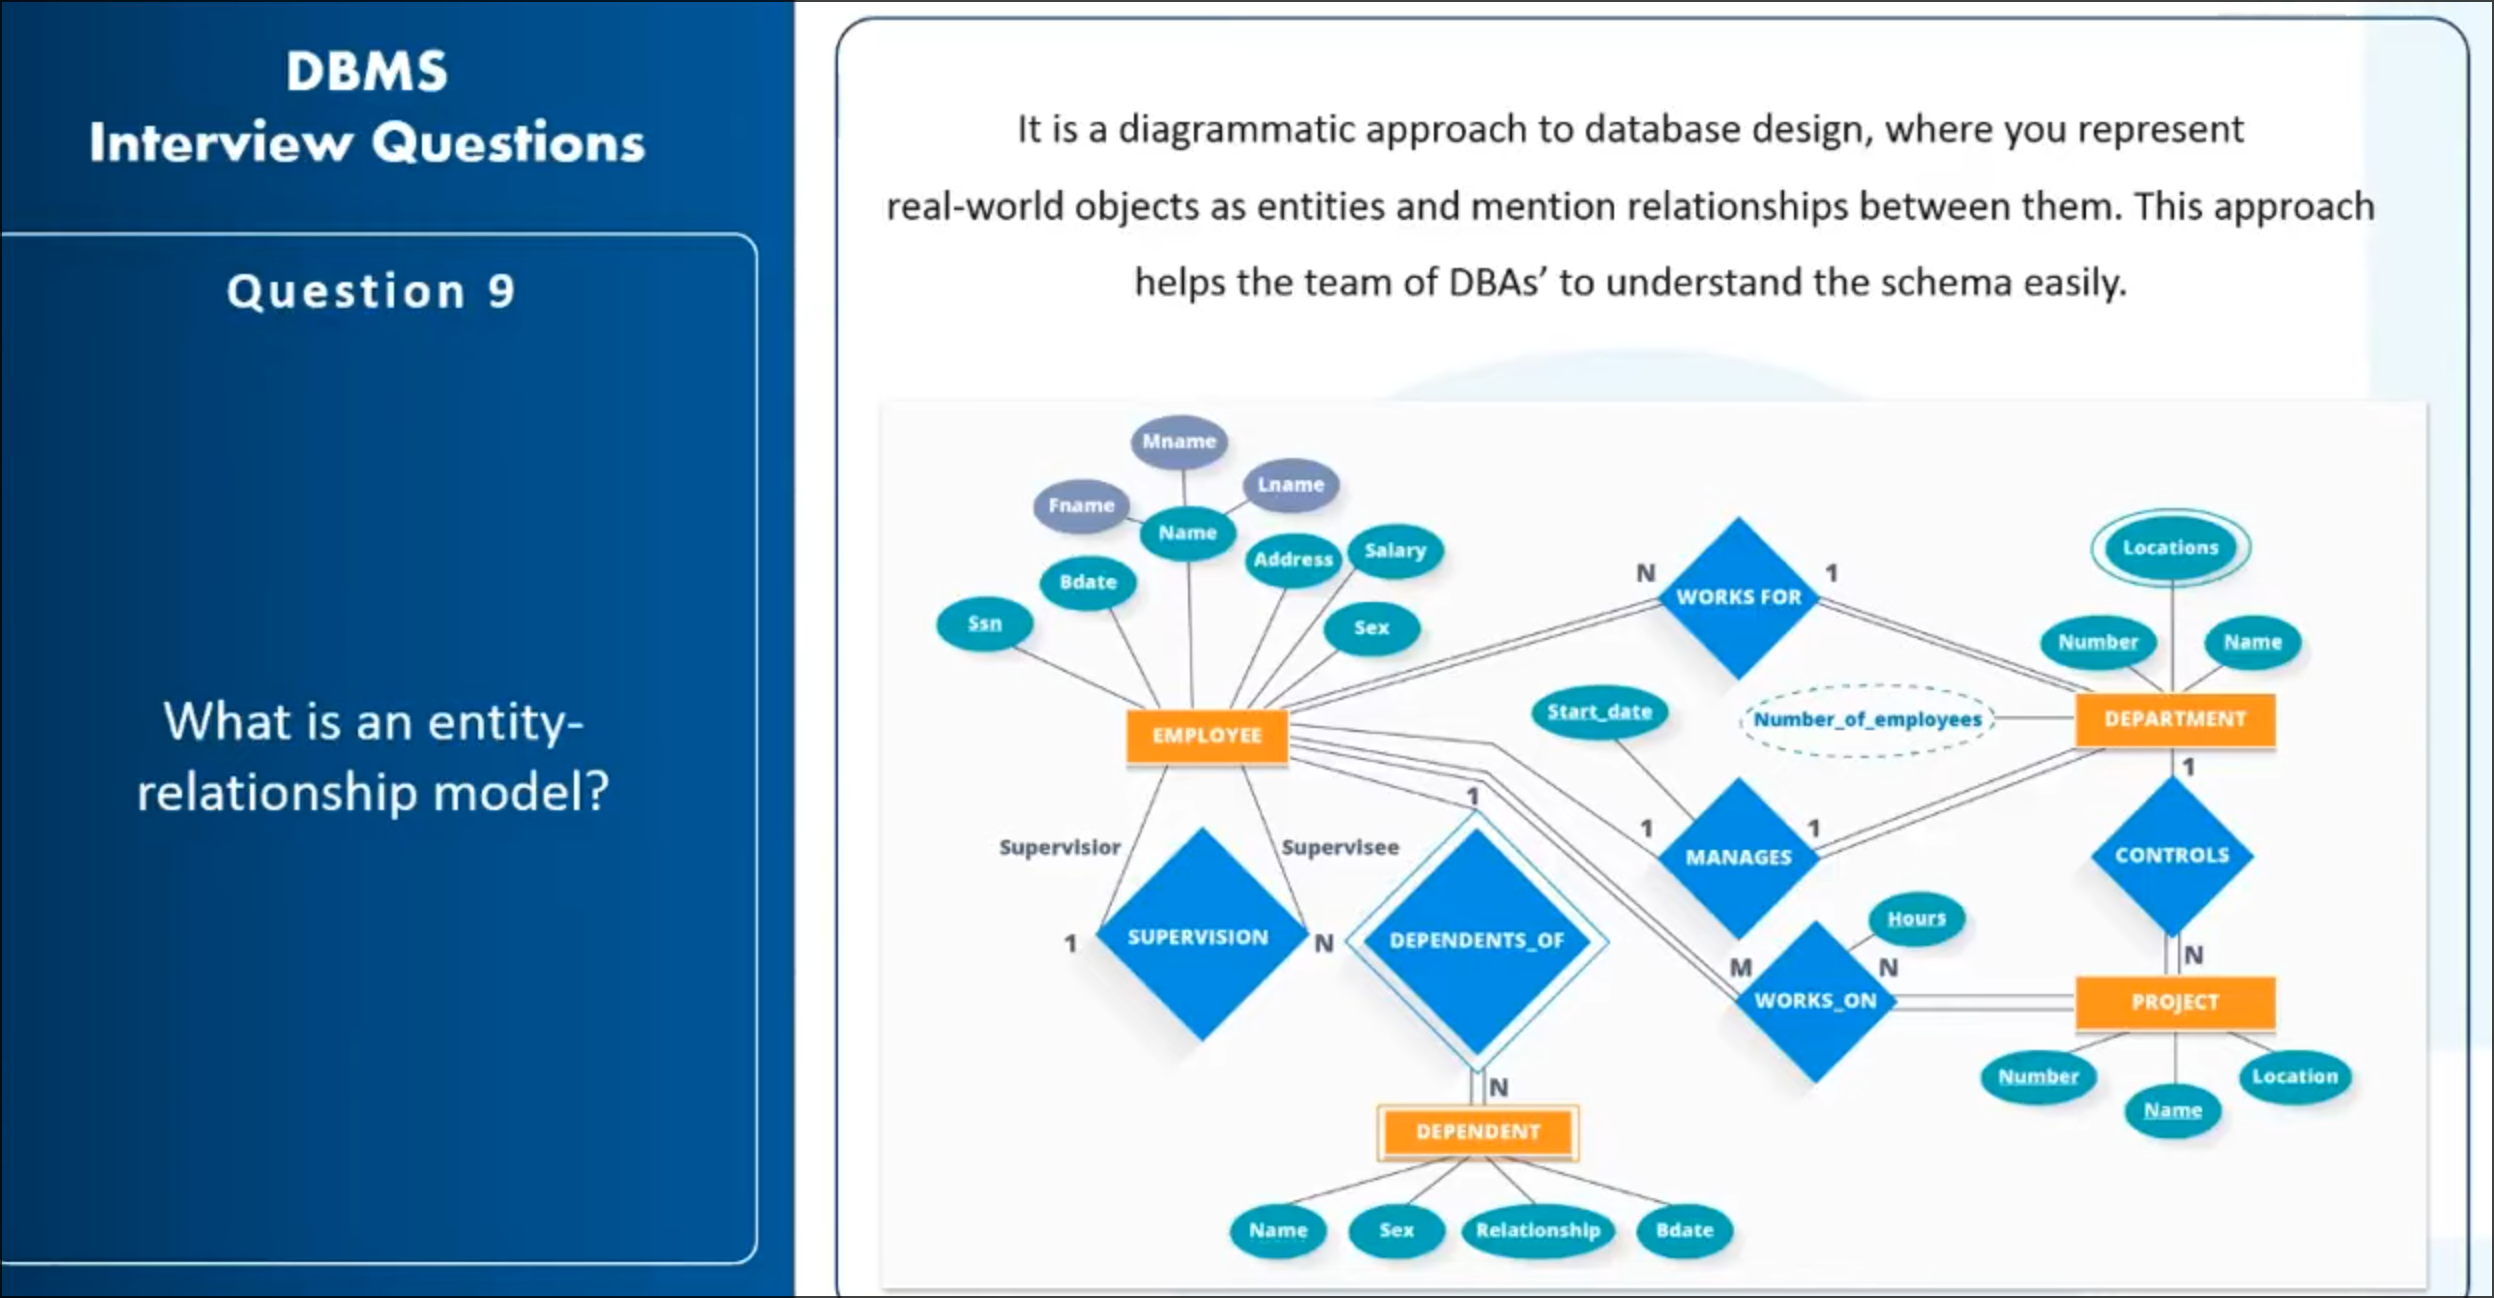 DBMS
Interview Questions
Question 9
What is an entity-
relationship model?
It is a diagrammatic approach to database design, where you represent
real-world objects as entities and mention relationships between them. This approach
helps the team of DBAs’ to understand the schema easily.
Mname
Fname
Lname
Name
Bdate
Address
Salary
Ssn
Sex
EMPLOYEE
N
WORKS FOR
1
Locations
Number
Name
Start_date
Number_of_employees
DEPARTMENT
1
Supervisior
Supervisee
1
SUPERVISION
N
1
DEPENDENTS_OF
1
MANAGES
1
CONTROLS
Hours
M
N
WORKS_ON
N
PROJECT
Number
Name
Location
N
DEPENDENT
Name
Sex
Relationship
Bdate